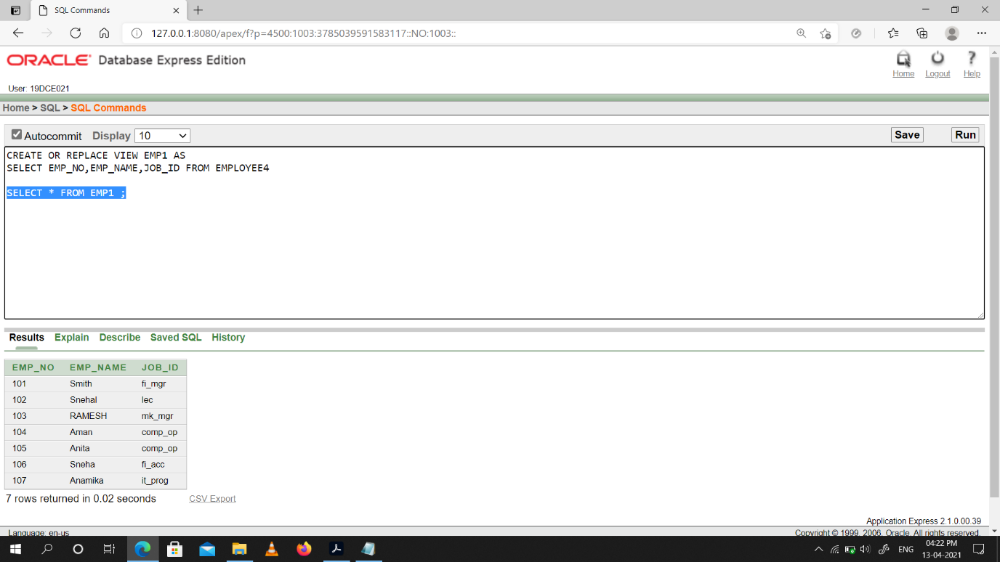 SQL Commands
127.0.0.1:8080/apex/f?p=4500:1003:3785039591583117::NO:1003::
ORACLE Database Express Edition
Home Logout Help
User: 19DCE021
Home > SQL > SQL Commands
Autocommit Display 10 Save Run
CREATE OR REPLACE VIEW EMP1 AS
SELECT EMP_NO,EMP_NAME,JOB_ID FROM EMPLOYEE4
SELECT * FROM EMP1 ;
Results Explain Describe Saved SQL History
EMP_NO EMP_NAME JOB_ID
101 Smith fi_mgr
102 Snehal lec
103 RAMESH mk_mgr
104 Aman comp_op
105 Anita comp_op
106 Sneha fi_acc
107 Anamika it_prog
7 rows returned in 0.02 seconds CSV Export
Application Express 2.1.0.00.39
Language: en-us Copyright © 1999, 2006, Oracle. All rights reserved.
ENG 04:22 PM
13-04-2021